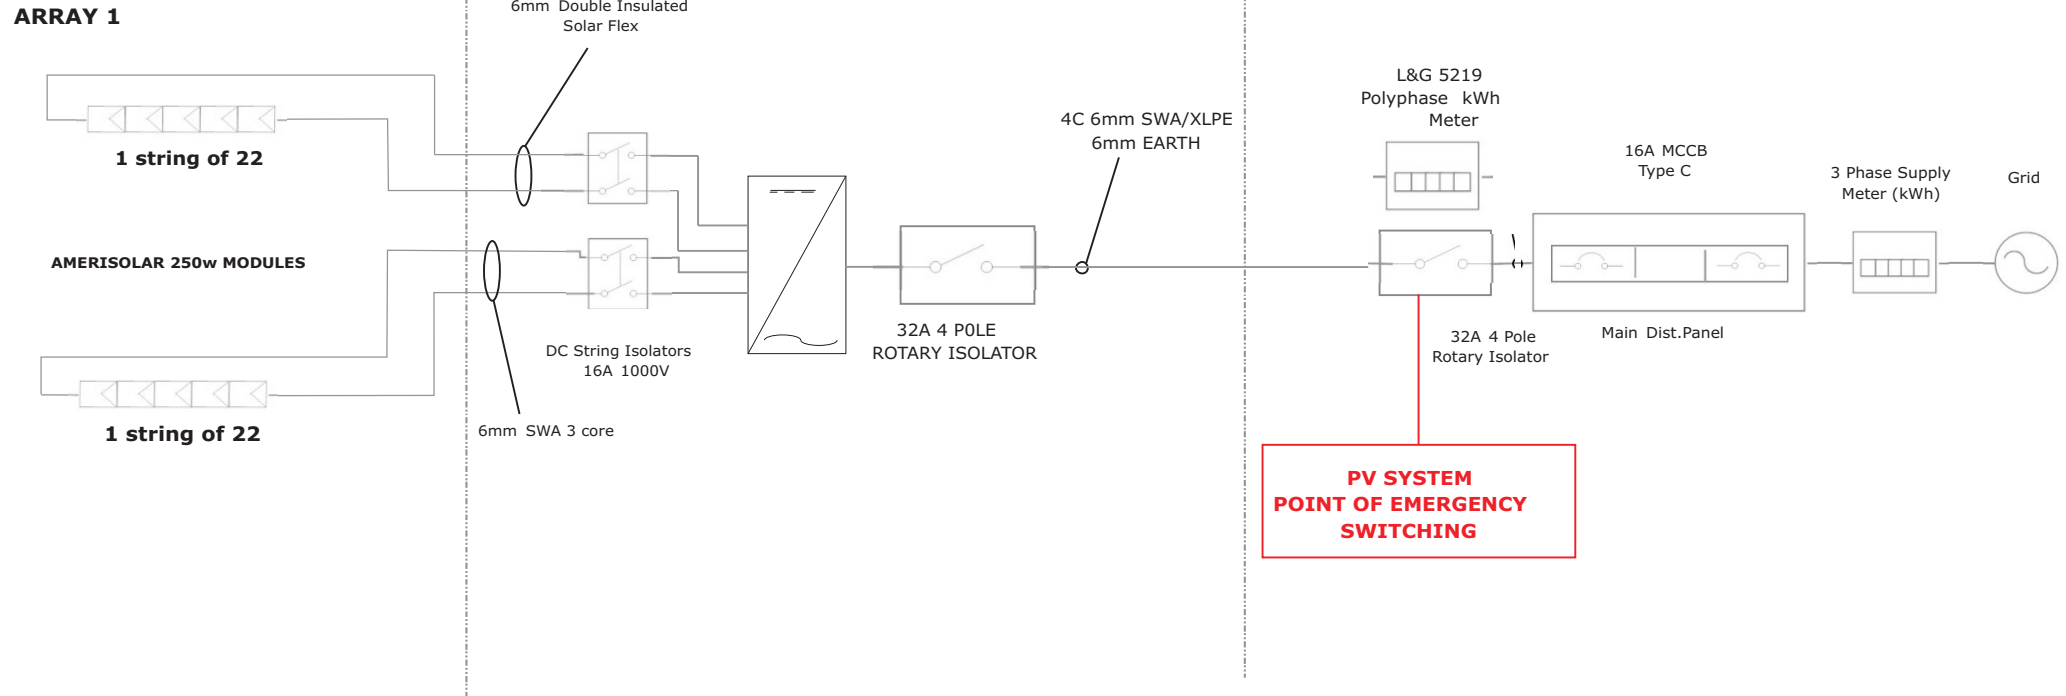 ARRAY 1
6mm Double Insulated
Solar Flex
1 string of 22
AMERISOLAR 250w MODULES
1 string of 22
DC String Isolators
16A 1000V
6mm SWA 3 core
32A 4 P0LE
ROTARY ISOLATOR
4C 6mm SWA/XLPE
6mm EARTH
L&G 5219
Polyphase kWh
Meter
16A MCCB
Type C
3 Phase Supply
Meter (kWh)
Grid
32A 4 Pole
Rotary Isolator
Main Dist.Panel
PV SYSTEM
POINT OF EMERGENCY
SWITCHING